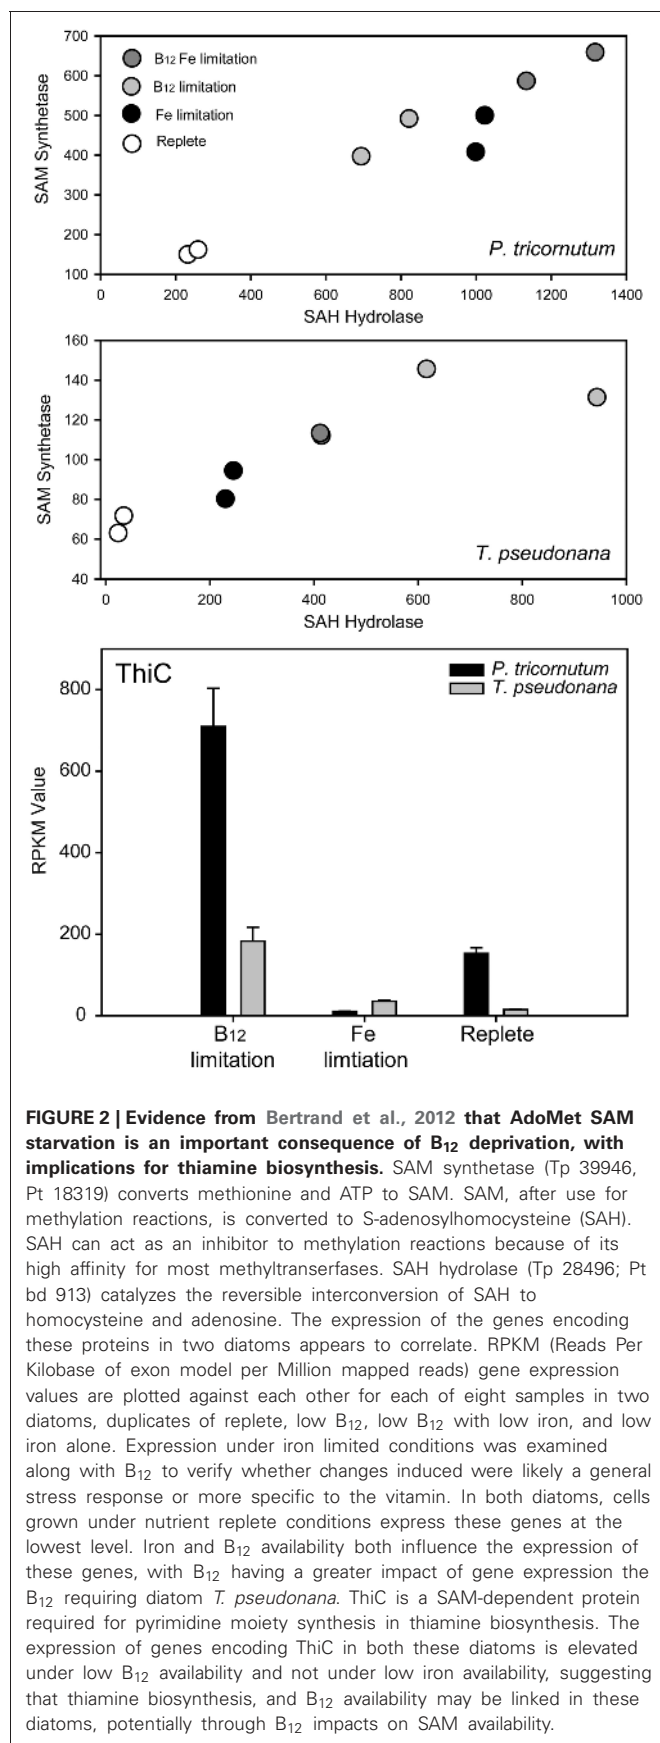 700
600
500
400
300
200
100
SAM Synthetase
B12 Fe limitation
B12 limitation
Fe limitation
Replete
P. tricornutum
0 200 400 600 800 1000 1200 1400
SAH Hydrolase
160
140
120
100
80
60
40
SAM Synthetase
T. pseudonana
0 200 400 600 800 1000
SAH Hydrolase
ThiC
P. tricornutum
T. pseudonana
800
600
400
200
0
RPKM Value
B12 limitation
Fe limtiation
Replete
FIGURE 2 | Evidence from Bertrand et al., 2012 that AdoMet SAM
starvation is an important consequence of B12 deprivation, with
implications for thiamine biosynthesis. SAM synthetase (Tp 39946,
Pt 18319) converts methionine and ATP to SAM. SAM, after use for
methylation reactions, is converted to S-adenosylhomocysteine (SAH).
SAH can act as an inhibitor to methylation reactions because of its
high affinity for most methyltranserfases. SAH hydrolase (Tp 28496; Pt
bd 913) catalyzes the reversible interconversion of SAH to
homocysteine and adenosine. The expression of the genes encoding
these proteins in two diatoms appears to correlate. RPKM (Reads Per
Kilobase of exon model per Million mapped reads) gene expression
values are plotted against each other for each of eight samples in two
diatoms, duplicates of replete, low B12, low B12 with low iron, and low
iron alone. Expression under iron limited conditions was examined
along with B12 to verify whether changes induced were likely a general
stress response or more specific to the vitamin. In both diatoms, cells
grown under nutrient replete conditions express these genes at the
lowest level. Iron and B12 availability both influence the expression of
these genes, with B12 having a greater impact of gene expression the
B12 requiring diatom T. pseudonana. ThiC is a SAM-dependent protein
required for pyrimidine moiety synthesis in thiamine biosynthesis. The
expression of genes encoding ThiC in both these diatoms is elevated
under low B12 availability and not under low iron availability, suggesting
that thiamine biosynthesis, and B12 availability may be linked in these
diatoms, potentially through B12 impacts on SAM availability.